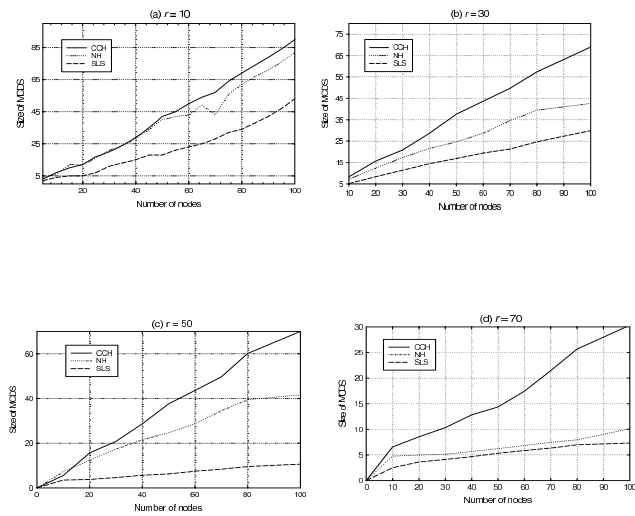 (a) r = 10
Size of MCDS
85
65
45
25
5
CCH
NH
SLS
20
40
60
80
100
Number of nodes
(b) r = 30
Size of MCDS
75
65
55
45
35
25
15
5
CCH
NH
SLS
10
20
30
40
50
60
70
80
90
100
Number of nodes
(c) r = 50
Size of MCDS
60
40
20
0
CCH
NH
SLS
0
20
40
60
80
100
Number of nodes
(d) r = 70
Size of MCDS
30
25
20
15
10
5
0
CCH
NH
SLS
0
10
20
30
40
50
60
70
80
90
100
Number of nodes